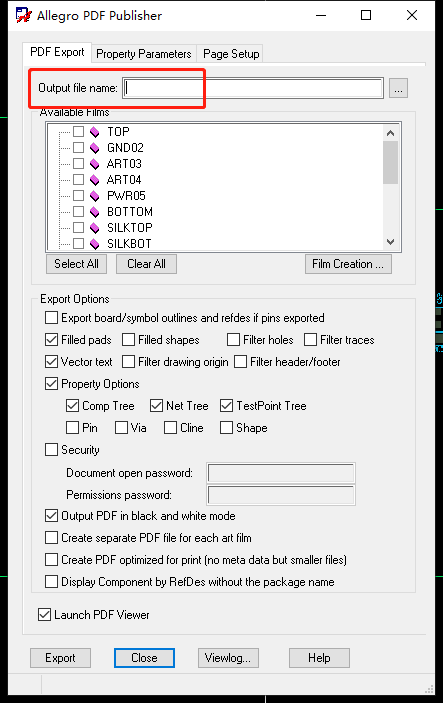 Allegro PDF Publisher
PDF Export Property Parameters Page Setup
Output file name: ...
Available Films
TOP
GND02
ART03
ART04
PWR05
BOTTOM
SILKTOP
SILKBOT
Select All Clear All Film Creation ...
Export Options
Export board/symbol outlines and refdes if pins exported
Filled pads Filled shapes Filter holes Filter traces
Vector text Filter drawing origin Filter header/footer
Property Options
Comp Tree Net Tree TestPoint Tree
Pin Via Cline Shape
Security
Document open password:
Permissions password:
Output PDF in black and white mode
Create separate PDF file for each art film
Create PDF optimized for print (no meta data but smaller files)
Display Component by RefDes without the package name
Launch PDF Viewer
Export Close Viewlog... Help